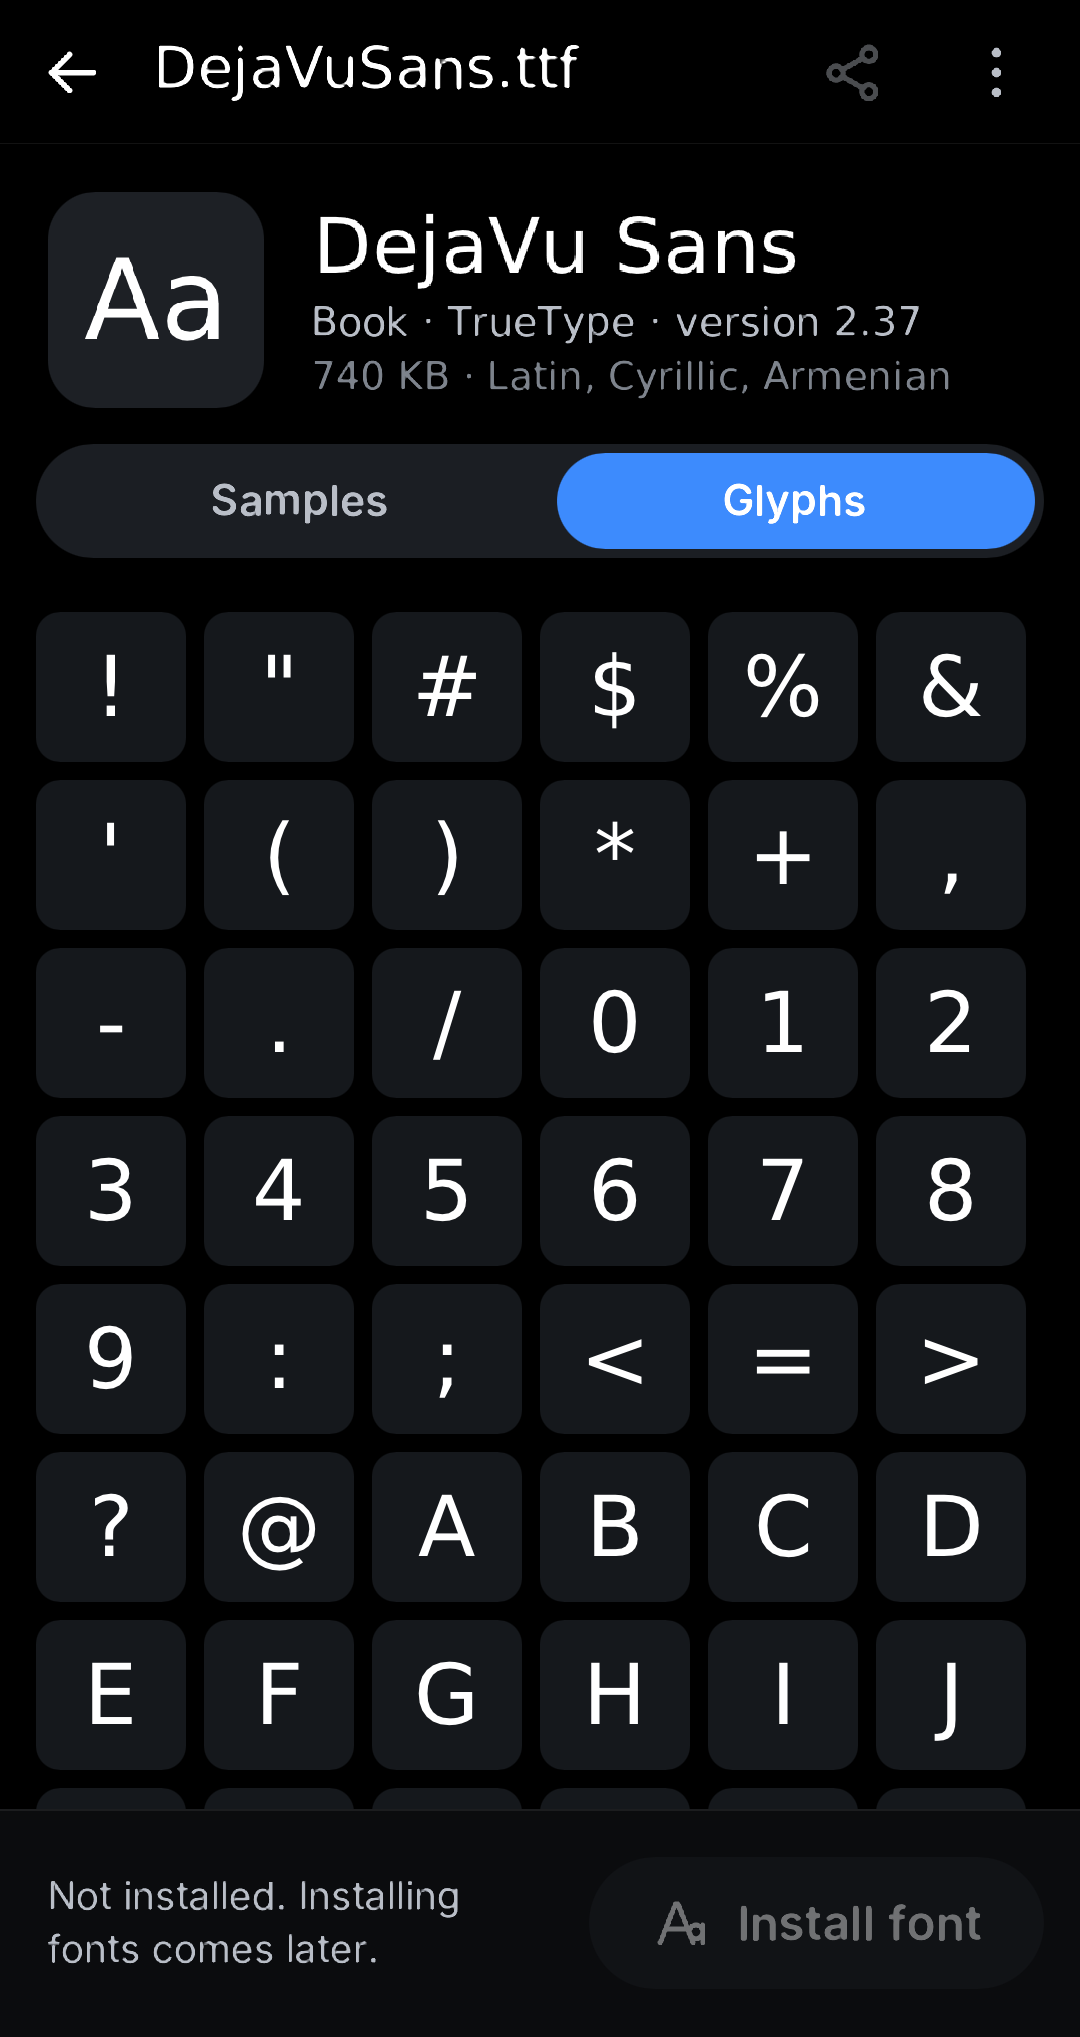 DejaVuSans.ttf
Aa
DejaVu Sans
Book · TrueType · version 2.37
740 KB · Latin, Cyrillic, Armenian
Samples Glyphs
! " # $ % &
' ( ) * + ,
- . / 0 1 2
3 4 5 6 7 8
9 : ; < = >
? @ A B C D
E F G H I J
Not installed. Installing
fonts comes later.
Install font